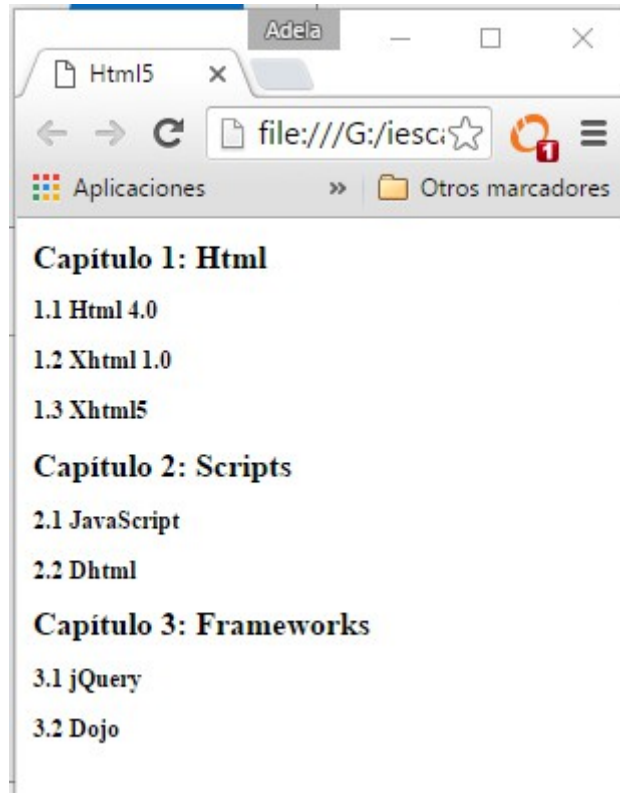 Adela
Html5
file:///G:/iesca
1
Aplicaciones
» Otros marcadores
Capítulo 1: Html
1.1 Html 4.0
1.2 Xhtml 1.0
1.3 Xhtml5
Capítulo 2: Scripts
2.1 JavaScript
2.2 Dhtml
Capítulo 3: Frameworks
3.1 jQuery
3.2 Dojo